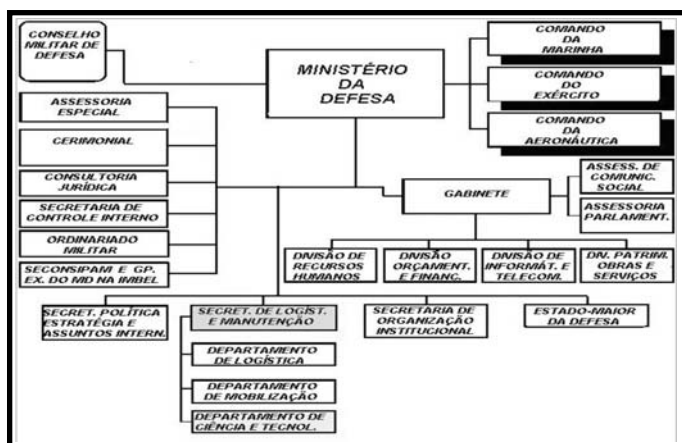 CONSELHO
MILITAR DE
DEFESA
MINISTÉRIO
DA
DEFESA
COMANDO
DA
MARINHA
COMANDO
DO
EXÉRCITO
COMANDO
DA
AERONÁUTICA
ASSESSORIA
ESPECIAL
CERIMONIAL
CONSULTORIA
JURÍDICA
SECRETARIA DE
CONTROLE INTERNO
ORDINARIADO
MILITAR
SECONSIPAM E GP.
EX. DO MD NA IMBEL
GABINETE
ASSESS. DE
COMUNIC.
SOCIAL
ASSESSORIA
PARLAMENT.
DIVISÃO DE
RECURSOS
HUMANOS
DIVISÃO
ORÇAMENT.
E FINANC.
DIVISÃO DE
INFORMÁT. E
TELECOM.
DIV. PATRIM.
OBRAS E
SERVIÇOS
SECRET. POLÍTICA
ESTRATÉGIA E
ASSUNTOS INTERN.
SECRET. DE LOGÍST.
E MANUTENÇÃO
SECRETARIA DE
ORGANIZAÇÃO
INSTITUCIONAL
ESTADO-MAIOR
DA DEFESA
DEPARTAMENTO
DE LOGÍSTICA
DEPARTAMENTO
DE MOBILIZAÇÃO
DEPARTAMENTO DE
CIÊNCIA E TECNOL.